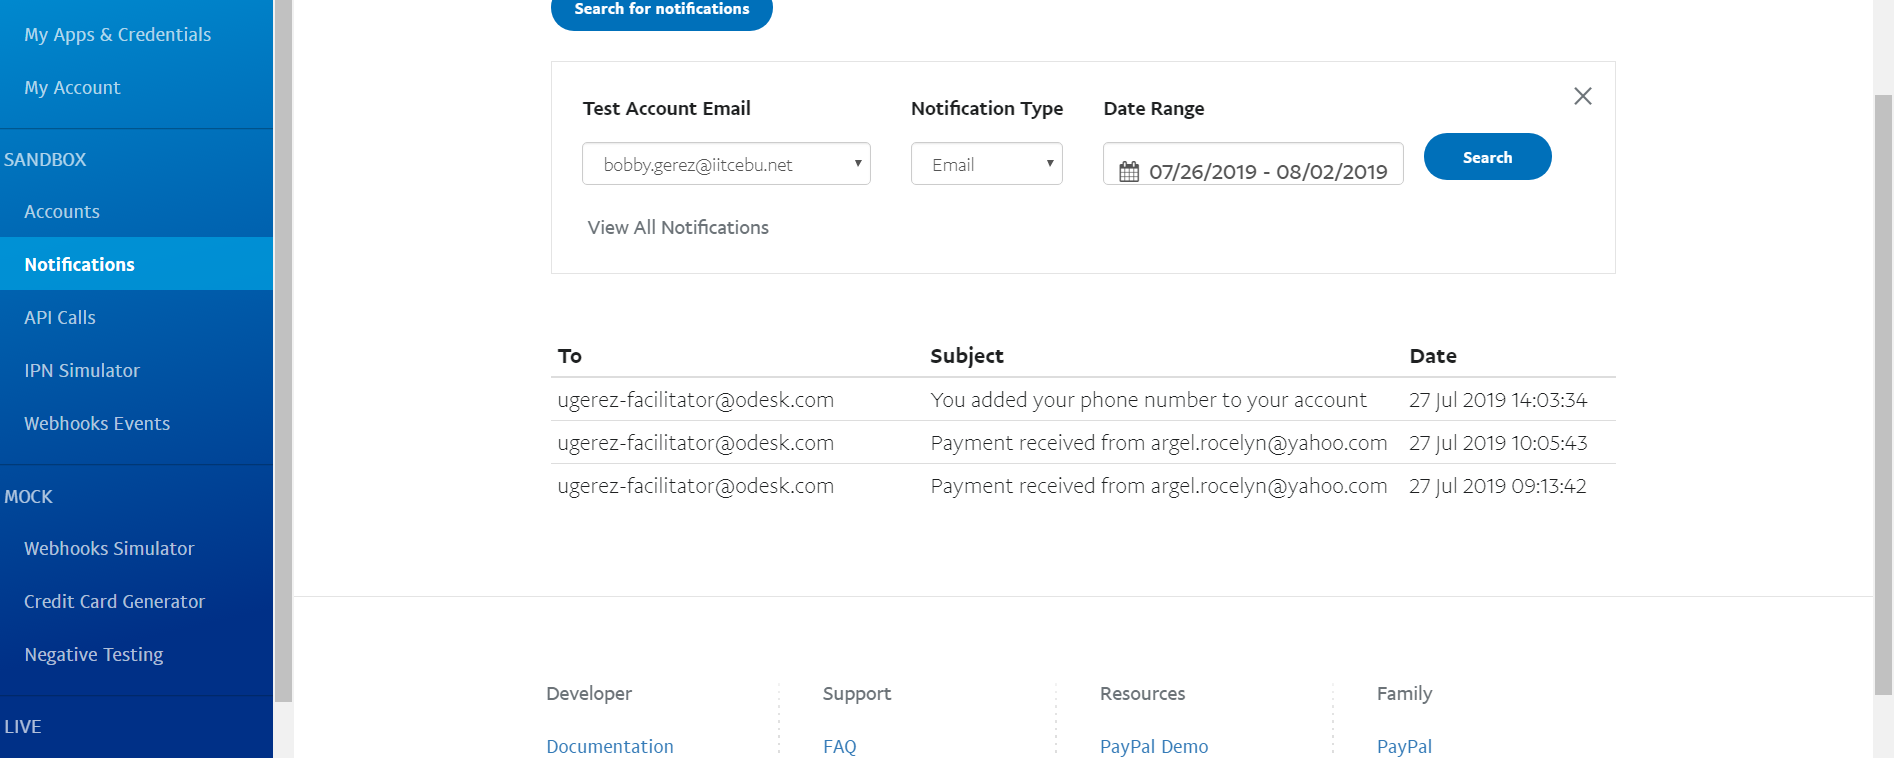 My Apps & Credentials
My Account
SANDBOX
Accounts
Notifications
API Calls
IPN Simulator
Webhooks Events
MOCK
Webhooks Simulator
Credit Card Generator
Negative Testing
LIVE
Search for notifications
Test Account Email Notification Type Date Range
bobby.gerez@iitcebu.net Email 07/26/2019 - 08/02/2019 Search
View All Notifications
To Subject Date
ugerez-facilitator@odesk.com You added your phone number to your account 27 Jul 2019 14:03:34
ugerez-facilitator@odesk.com Payment received from argel.rocelyn@yahoo.com 27 Jul 2019 10:05:43
ugerez-facilitator@odesk.com Payment received from argel.rocelyn@yahoo.com 27 Jul 2019 09:13:42
Developer Support Resources Family
Documentation FAQ PayPal Demo PayPal